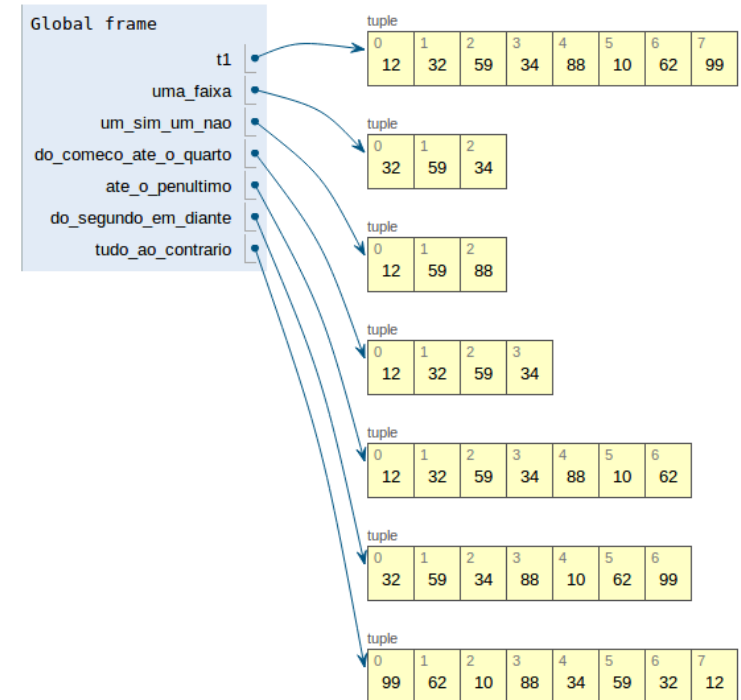 Global frame
t1
uma_faixa
um_sim_um_nao
do_comeco_ate_o_quarto
ate_o_penultimo
do_segundo_em_diante
tudo_ao_contrario
tuple
0 1 2 3 4 5 6 7
12 32 59 34 88 10 62 99
tuple
0 1 2
32 59 34
tuple
0 1 2
12 59 88
tuple
0 1 2 3
12 32 59 34
tuple
0 1 2 3 4 5 6
12 32 59 34 88 10 62
tuple
0 1 2 3 4 5 6
32 59 34 88 10 62 99
tuple
0 1 2 3 4 5 6 7
99 62 10 88 34 59 32 12